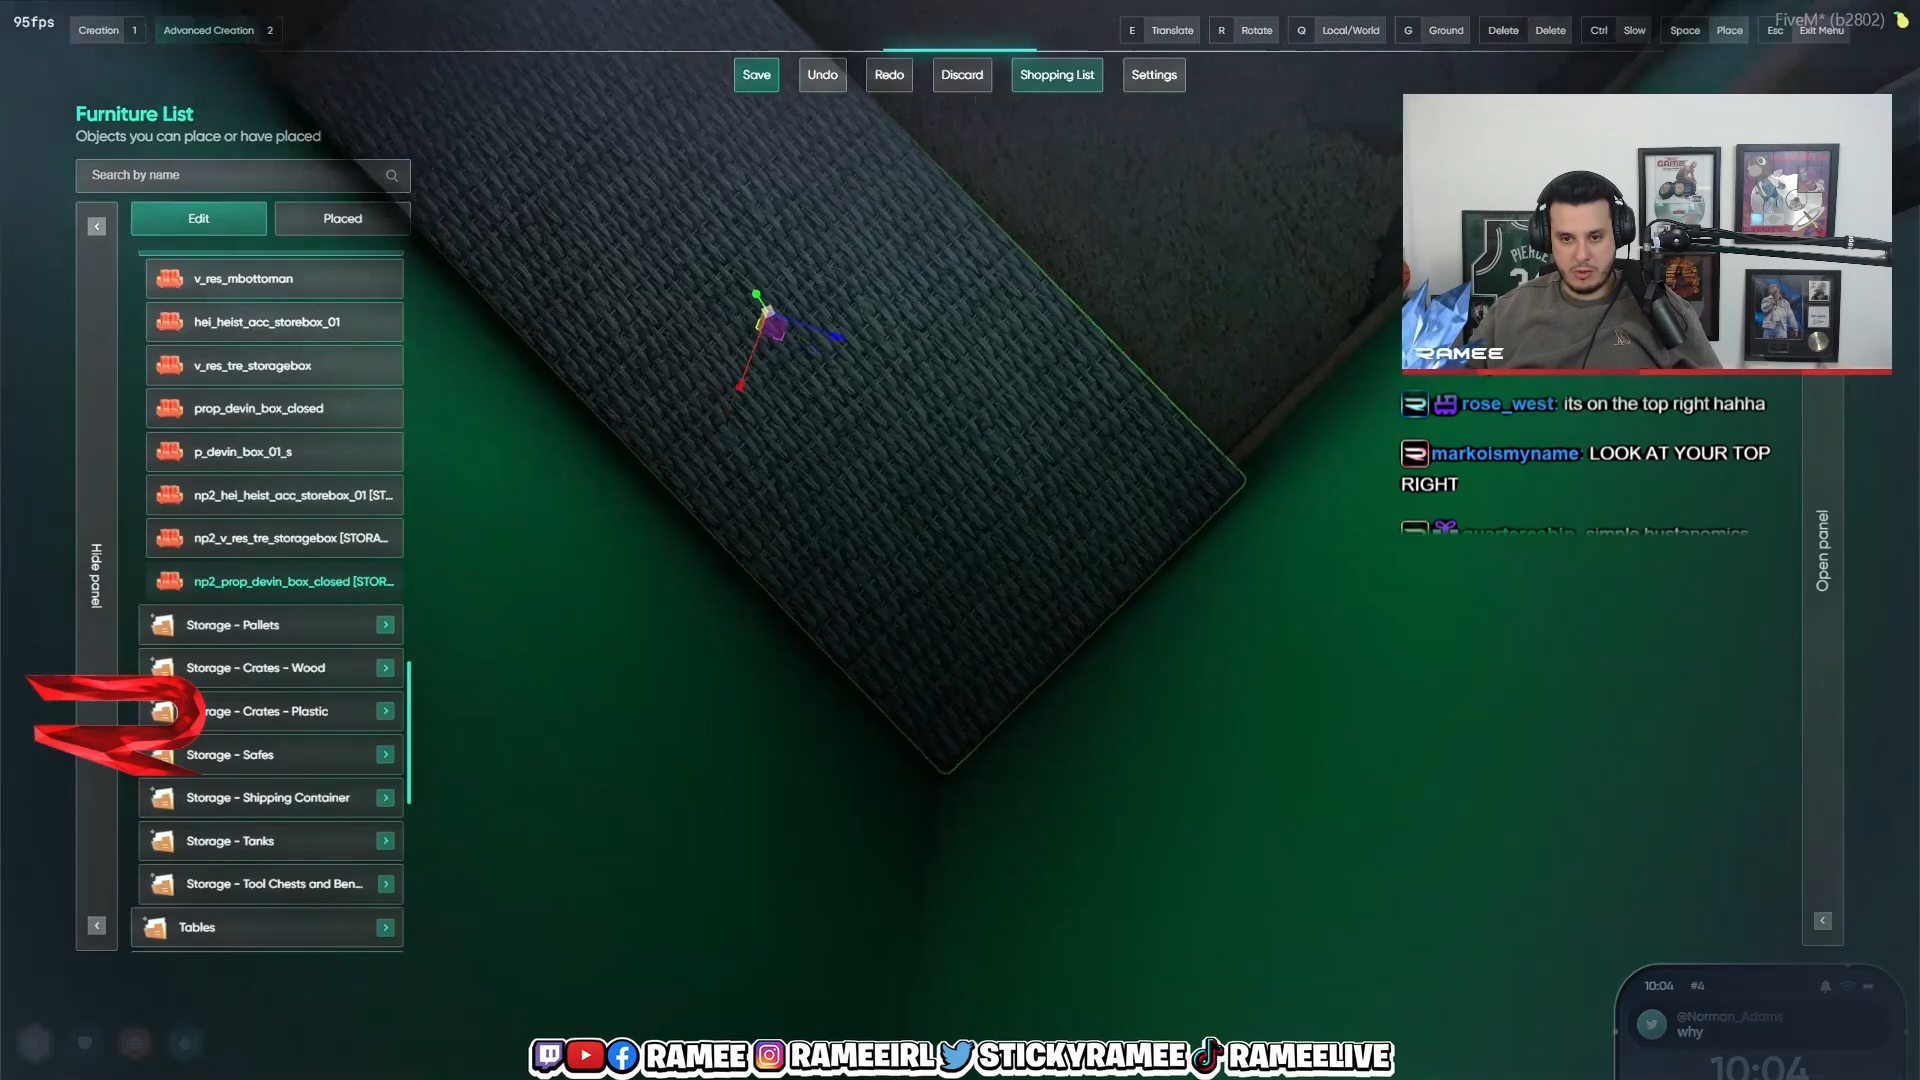 95fps
Creation 1
Advanced Creation 2
E Translate
R Rotate
Q Local/World
G Ground
Delete Delete
Ctrl Slow
Space Place
Esc Exit Menu
FiveM* (b2802)
Save
Undo
Redo
Discard
Shopping List
Settings
Furniture List
Objects you can place or have placed
Search by name
Edit
Placed
Hide panel
v_res_mbottoman
hei_heist_acc_storebox_01
v_res_tre_storagebox
prop_devin_box_closed
p_devin_box_01_s
np2_hei_heist_acc_storebox_01 [ST...
np2_v_res_tre_storagebox [STORA...
np2_prop_devin_box_closed [STOR...
Storage - Pallets
Storage - Crates - Wood
rage - Crates - Plastic
Storage - Safes
Storage - Shipping Container
Storage - Tanks
Storage - Tool Chests and Ben...
Tables
GAME
PIERCE
RAMEE
rose_west: its on the top right hahha
markoismyname: LOOK AT YOUR TOP
RIGHT
Open panel
10:04 #4
@Norman_Adams
why
10:04
RAMEE RAMEEIRL STICKYRAMEE RAMEELIVE